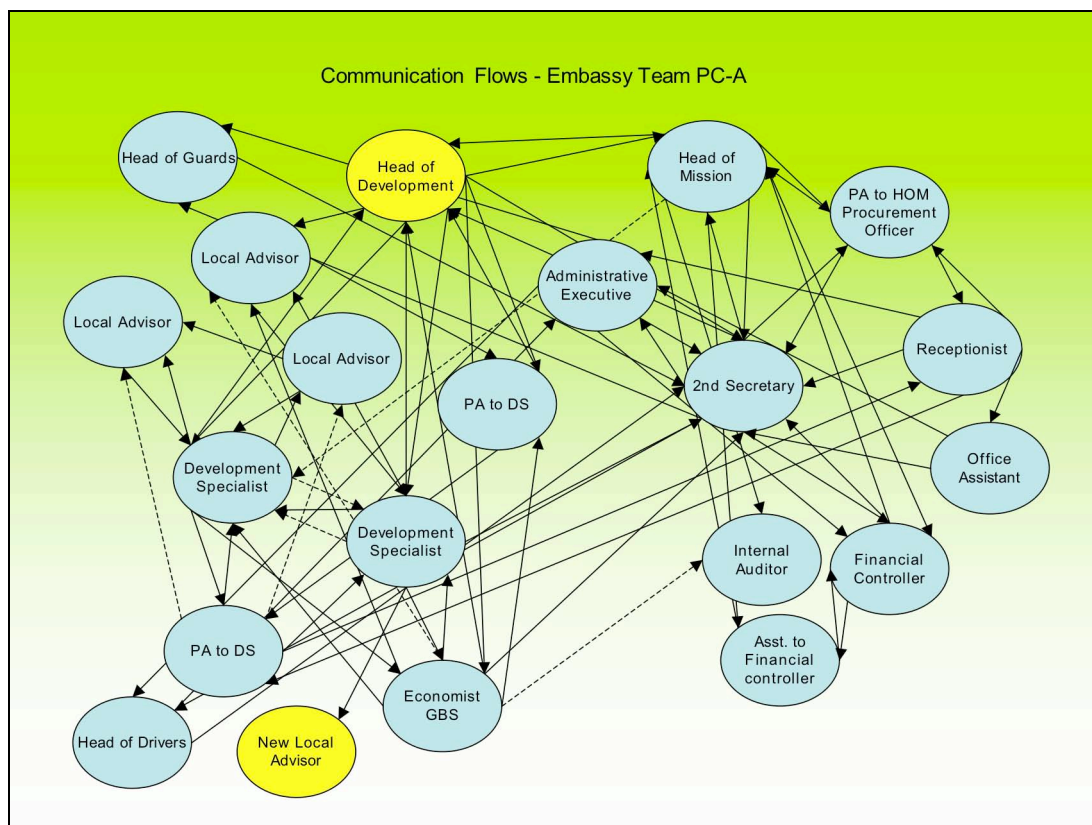 Communication Flows - Embassy Team PC-A
Head of Guards
Head of
Development
Head of
Mission
PA to HOM
Procurement
Officer
Local Advisor
Administrative
Executive
Local Advisor
Local Advisor
Receptionist
PA to DS
2nd Secretary
Development
Specialist
Office
Assistant
Development
Specialist
Internal
Auditor
Financial
Controller
PA to DS
Asst. to
Financial
controller
Economist
GBS
Head of Drivers
New Local
Advisor